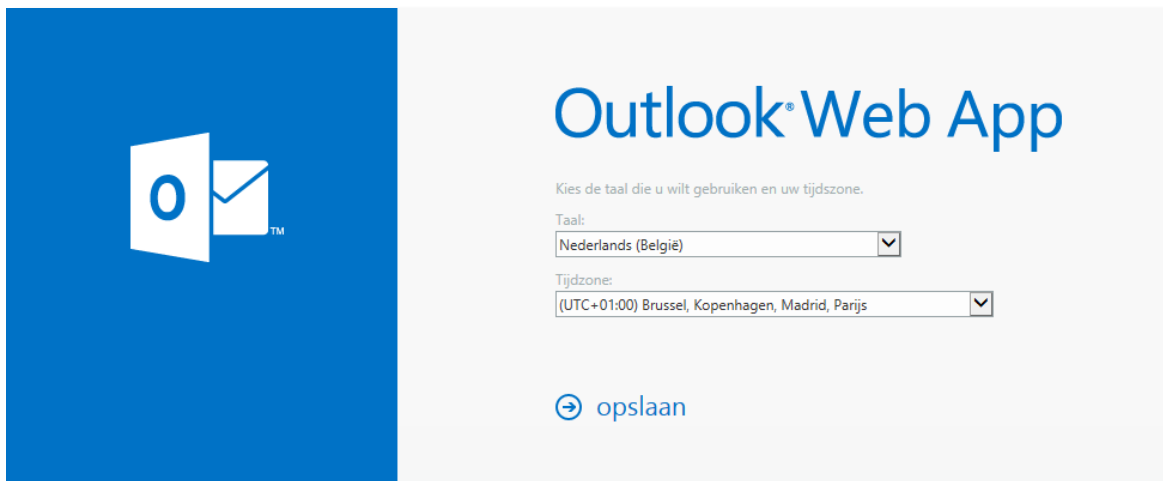 Outlook® Web App
O
TM
Kies de taal die u wilt gebruiken en uw tijdszone.
Taal:
Nederlands (België)
Tijdzone:
(UTC+01:00) Brussel, Kopenhagen, Madrid, Parijs
opslaan